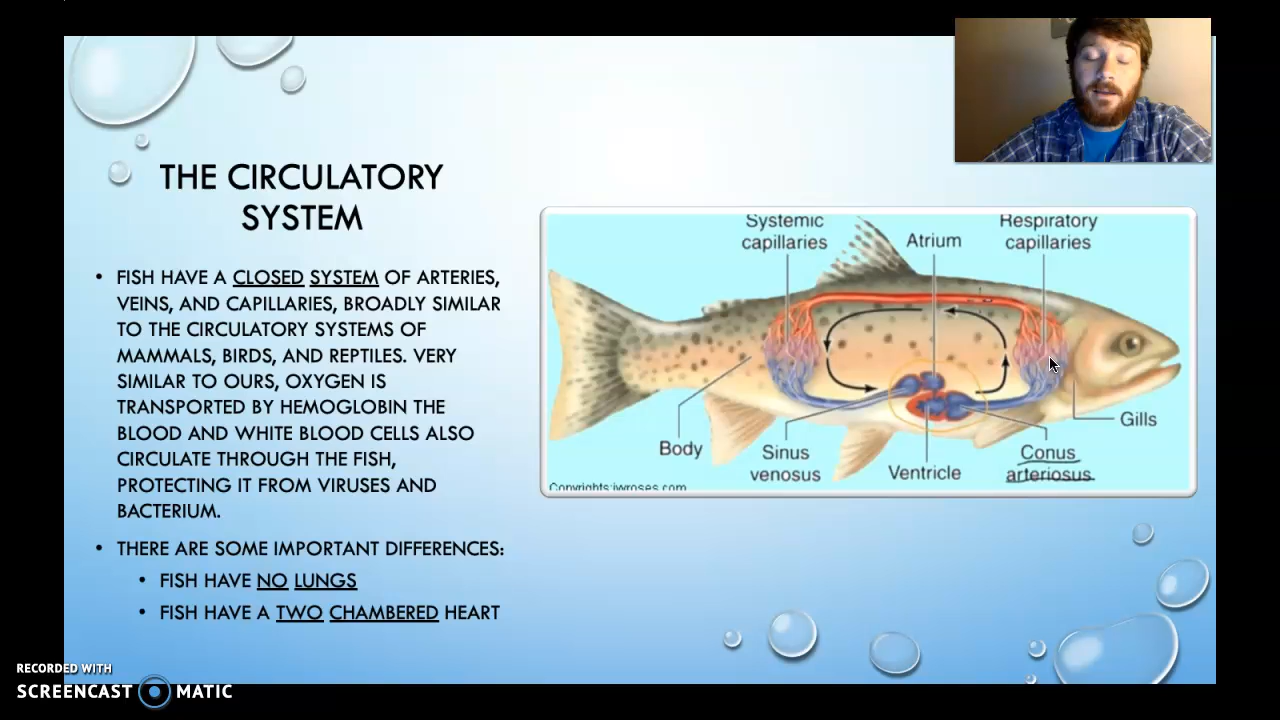 THE CIRCULATORY
SYSTEM
• FISH HAVE A CLOSED SYSTEM OF ARTERIES,
VEINS, AND CAPILLARIES, BROADLY SIMILAR
TO THE CIRCULATORY SYSTEMS OF
MAMMALS, BIRDS, AND REPTILES. VERY
SIMILAR TO OURS, OXYGEN IS
TRANSPORTED BY HEMOGLOBIN THE
BLOOD AND WHITE BLOOD CELLS ALSO
CIRCULATE THROUGH THE FISH,
PROTECTING IT FROM VIRUSES AND
BACTERIUM.
• THERE ARE SOME IMPORTANT DIFFERENCES:
• FISH HAVE NO LUNGS
• FISH HAVE A TWO CHAMBERED HEART
Systemic
capillaries
Atrium
Respiratory
capillaries
Body
Sinus
venosus
Ventricle
Conus
arteriosus
Gills
Copyrights:iwroses.com
RECORDED WITH
SCREENCAST MATIC